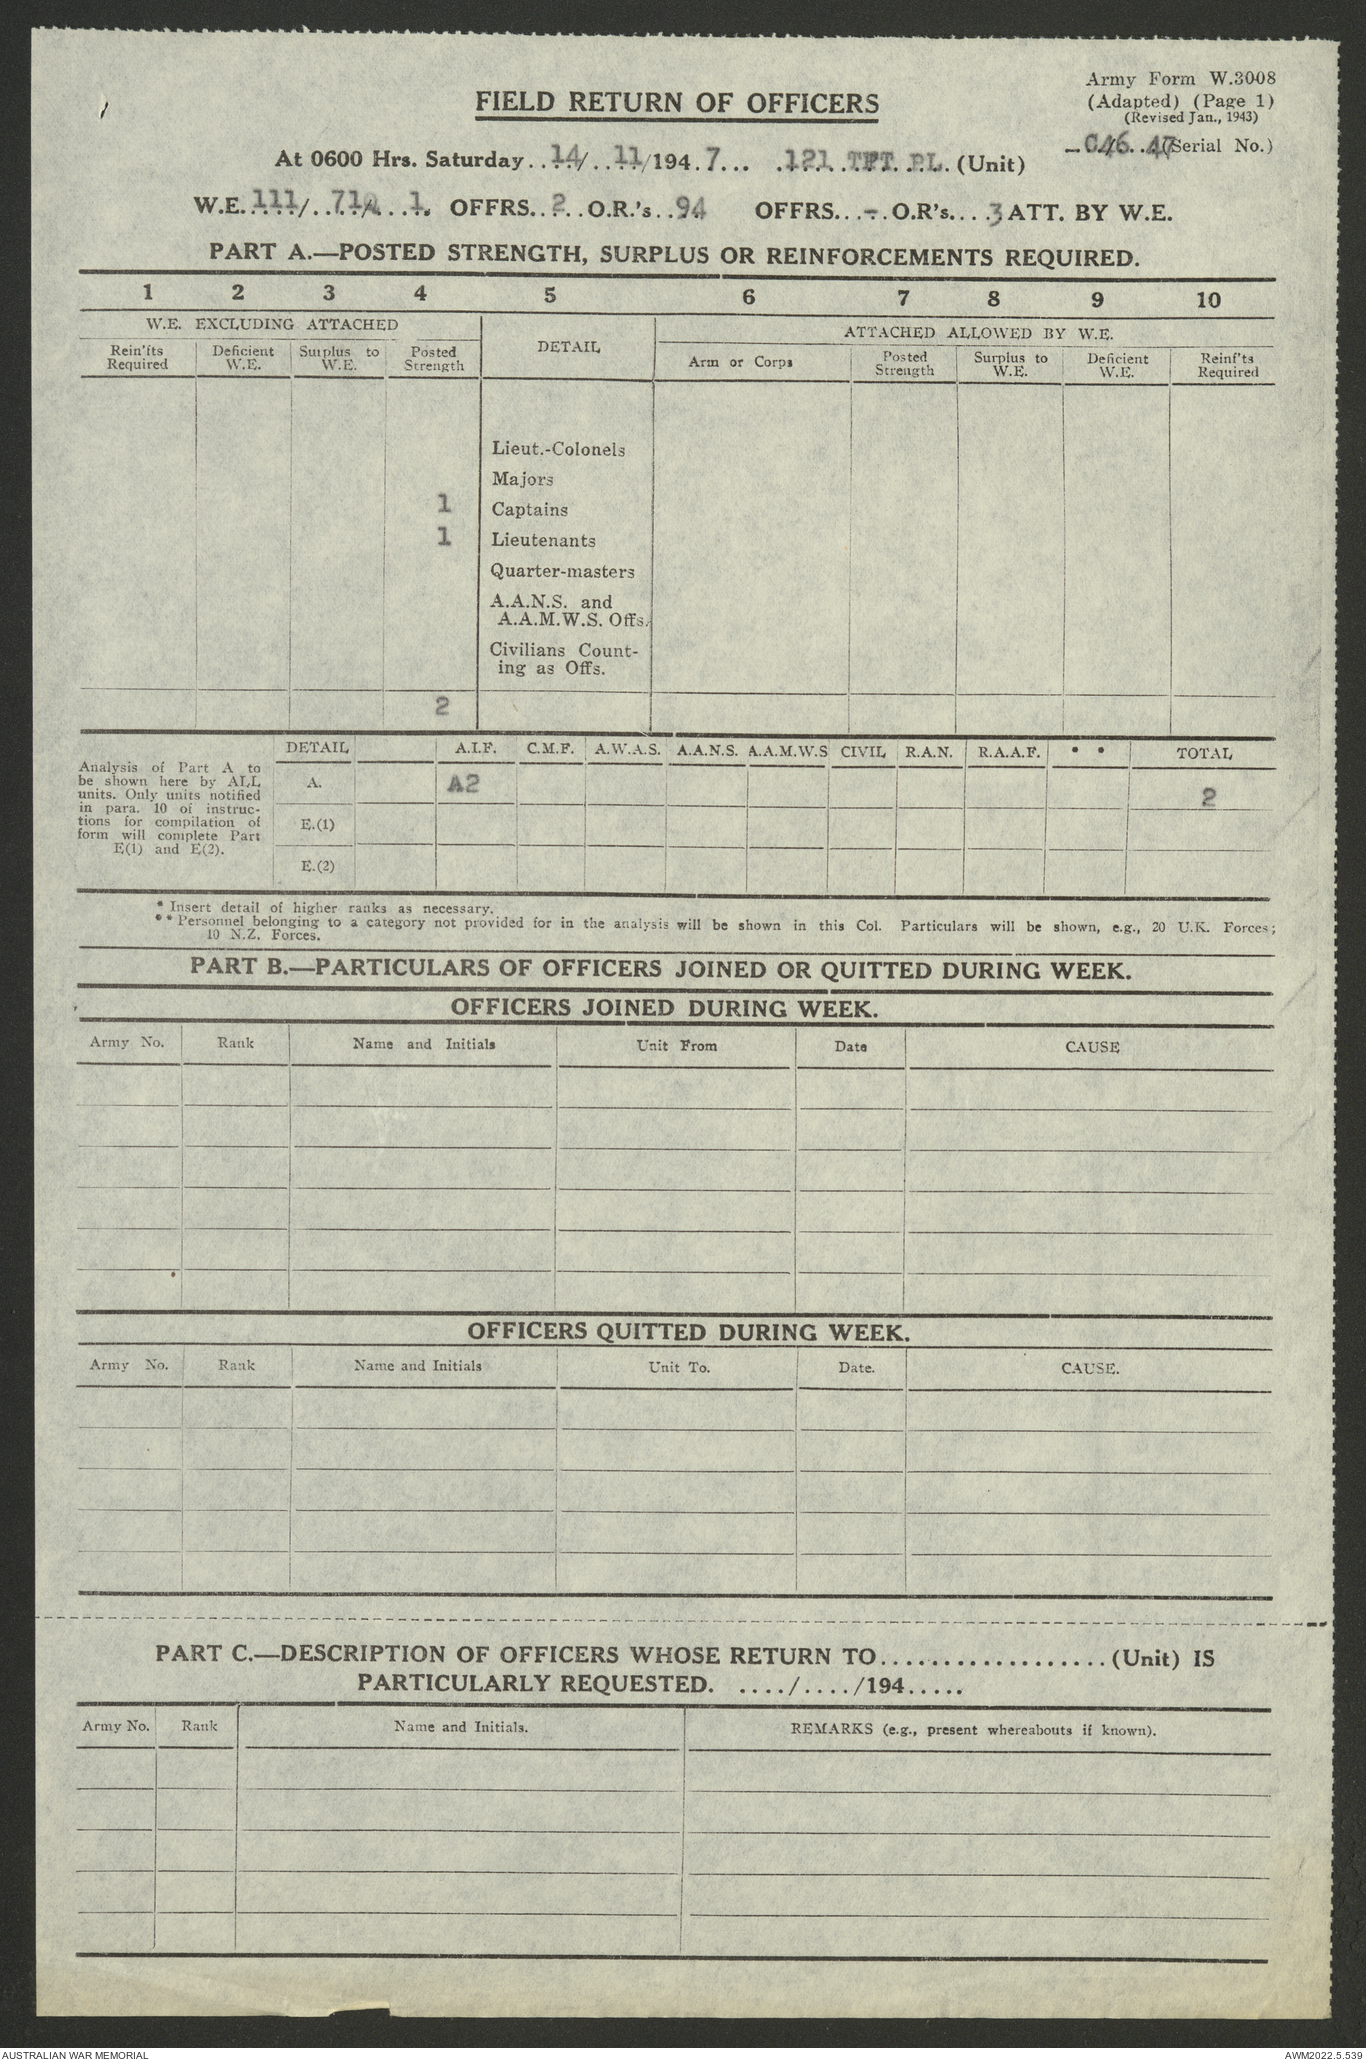 Army Form W.3008
(Adapted) (Page 1)
(Revised Jan., 1943)
FIELD RETURN OF OFFICERS
C46 47 (Serial No.)
At 0600 Hrs. Saturday....14/..11/194.7... .121 TPT PL. (Unit)
W.E. 111/..71 /...1. OFFRS..2..O.R.'s..94 OFFRS...-.O.R's....3 ATT. BY W.E.
PART A.—POSTED STRENGTH, SURPLUS OR REINFORCEMENTS REQUIRED.
1 2 3 4 5 6 7 8 9 10
W.E. EXCLUDING ATTACHED DETAIL ATTACHED ALLOWED BY W.E.
Rein'fts Required Deficient W.E. Surplus to W.E. Posted Strength Arm or Corps Posted Strength Surplus to W.E. Deficient W.E. Reinf'ts Required
Lieut.-Colonels
Majors
1 Captains
1 Lieutenants
Quarter-masters
A.A.N.S. and
A.A.M.W.S. Offs.
Civilians Count-
ing as Offs.
2
DETAIL A.I.F. C.M.F. A.W.A.S. A.A.N.S. A.A.M.W.S CIVIL R.A.N. R.A.A.F. * * TOTAL
Analysis of Part A to
be shown here by ALL
units. Only units notified
in para. 10 of instruc-
tions for compilation of
form will complete Part
E(1) and E(2).
A. A2 2
E.(1)
E.(2)
* Insert detail of higher ranks as necessary.
** Personnel belonging to a category not provided for in the analysis will be shown in this Col. Particulars will be shown, e.g., 20 U.K. Forces;
10 N.Z. Forces.
PART B.—PARTICULARS OF OFFICERS JOINED OR QUITTED DURING WEEK.
OFFICERS JOINED DURING WEEK.
Army No. Rank Name and Initials Unit From Date CAUSE
OFFICERS QUITTED DURING WEEK.
Army No. Rank Name and Initials Unit To. Date. CAUSE.
PART C.—DESCRIPTION OF OFFICERS WHOSE RETURN TO...................(Unit) IS
PARTICULARLY REQUESTED. ..../..../194.....
Army No. Rank Name and Initials. REMARKS (e.g., present whereabouts if known).
AUSTRALIAN WAR MEMORIAL AWM2022.5.539